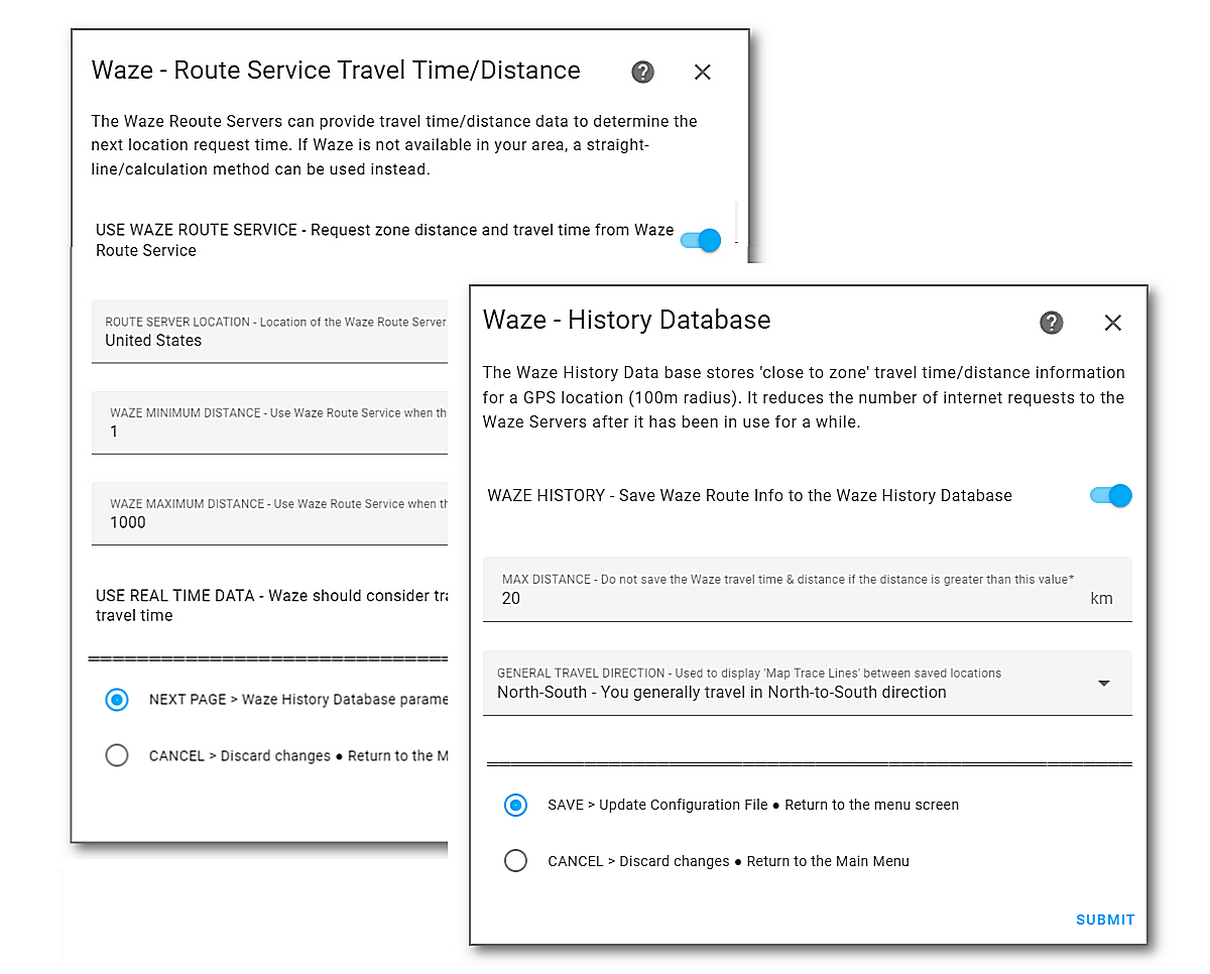 Waze - Route Service Travel Time/Distance
The Waze Reoute Servers can provide travel time/distance data to determine the
next location request time. If Waze is not available in your area, a straight-
line/calculation method can be used instead.
USE WAZE ROUTE SERVICE - Request zone distance and travel time from Waze
Route Service
ROUTE SERVER LOCATION - Location of the Waze Route Server
United States
WAZE MINIMUM DISTANCE - Use Waze Route Service when
1
WAZE MAXIMUM DISTANCE - Use Waze Route Service when
1000
USE REAL TIME DATA - Waze should consider
travel time
NEXT PAGE > Waze History Database
CANCEL > Discard changes ● Return to the
Waze - History Database
The Waze History Data base stores 'close to zone' travel time/distance information
for a GPS location (100m radius). It reduces the number of internet requests to the
Waze Servers after it has been in use for a while.
WAZE HISTORY - Save Waze Route Info to the Waze History Database
MAX DISTANCE - Do not save the Waze travel time & distance if the distance is greater than this value*
20
km
GENERAL TRAVEL DIRECTION - Used to display 'Map Trace Lines' between saved locations
North-South - You generally travel in North-to-South direction
SAVE > Update Configuration File ● Return to the menu screen
CANCEL > Discard changes ● Return to the Main Menu
SUBMIT